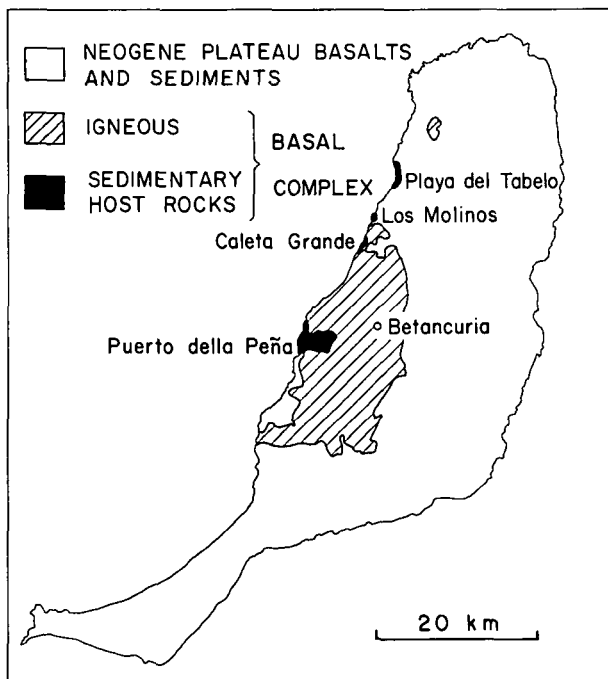 NEOGENE PLATEAU BASALTS
AND SEDIMENTS
IGNEOUS
BASAL
COMPLEX
SEDIMENTARY
HOST ROCKS
Playa del Tabelo
Los Molinos
Caleta Grande
Betancuria
Puerto della Peña
20 km